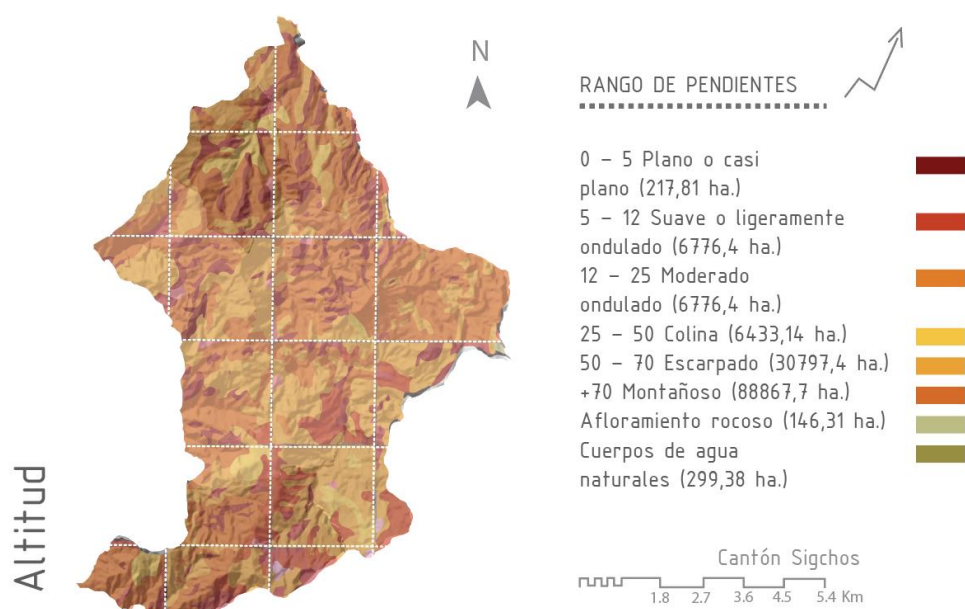 N
RANGO DE PENDIENTES
0 – 5 Plano o casi
plano (217,81 ha.)
5 – 12 Suave o ligeramente
ondulado (6776,4 ha.)
12 – 25 Moderado
ondulado (6776,4 ha.)
25 – 50 Colina (6433,14 ha.)
50 – 70 Escarpado (30797,4 ha.)
+70 Montañoso (88867,7 ha.)
Afloramiento rocoso (146,31 ha.)
Cuerpos de agua
naturales (299,38 ha.)
Altitud
Cantón Sigchos
1.8 2.7 3.6 4.5 5.4 Km